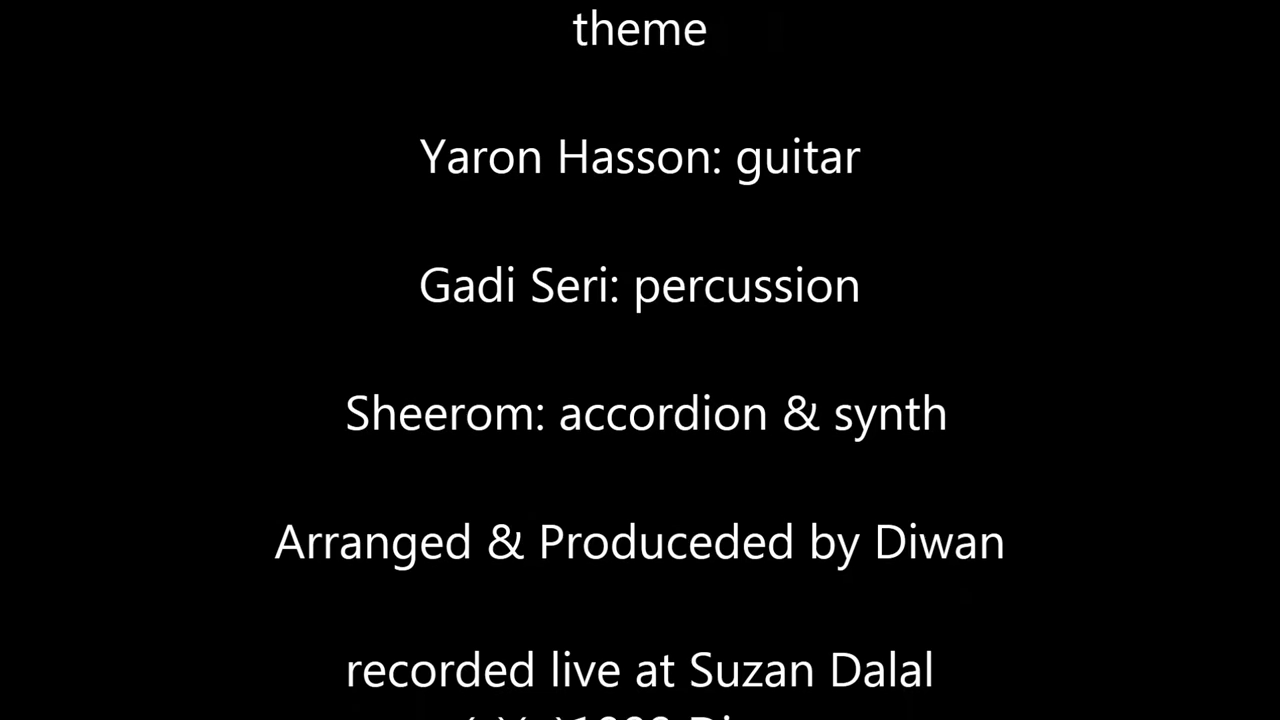 theme
Yaron Hasson: guitar
Gadi Seri: percussion
Sheerom: accordion & synth
Arranged & Produceded by Diwan
recorded live at Suzan Dalal